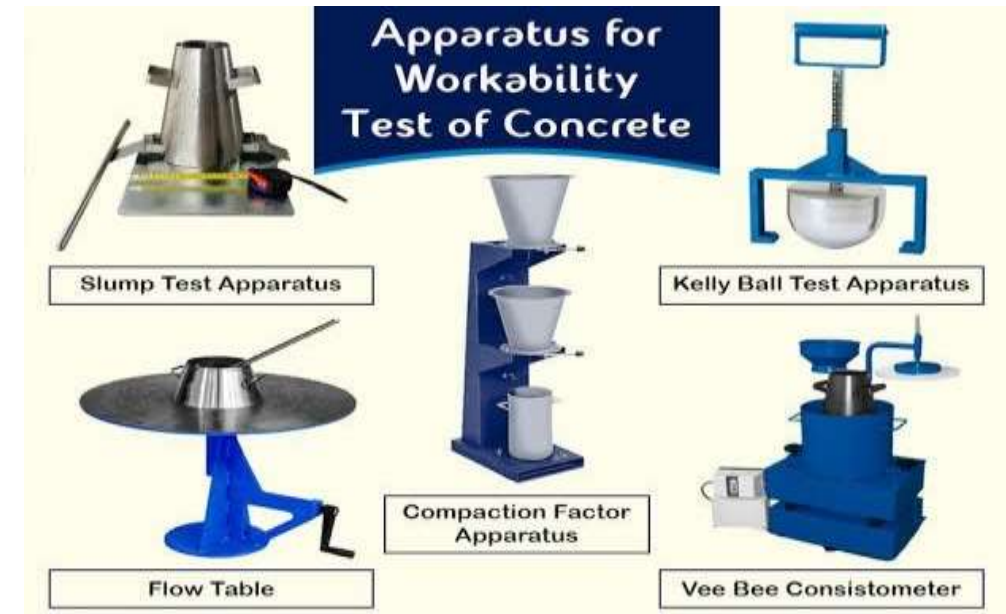 Apparatus for
Workability
Test of Concrete
Slump Test Apparatus
Kelly Ball Test Apparatus
Compaction Factor
Apparatus
Flow Table
Vee Bee Consistometer